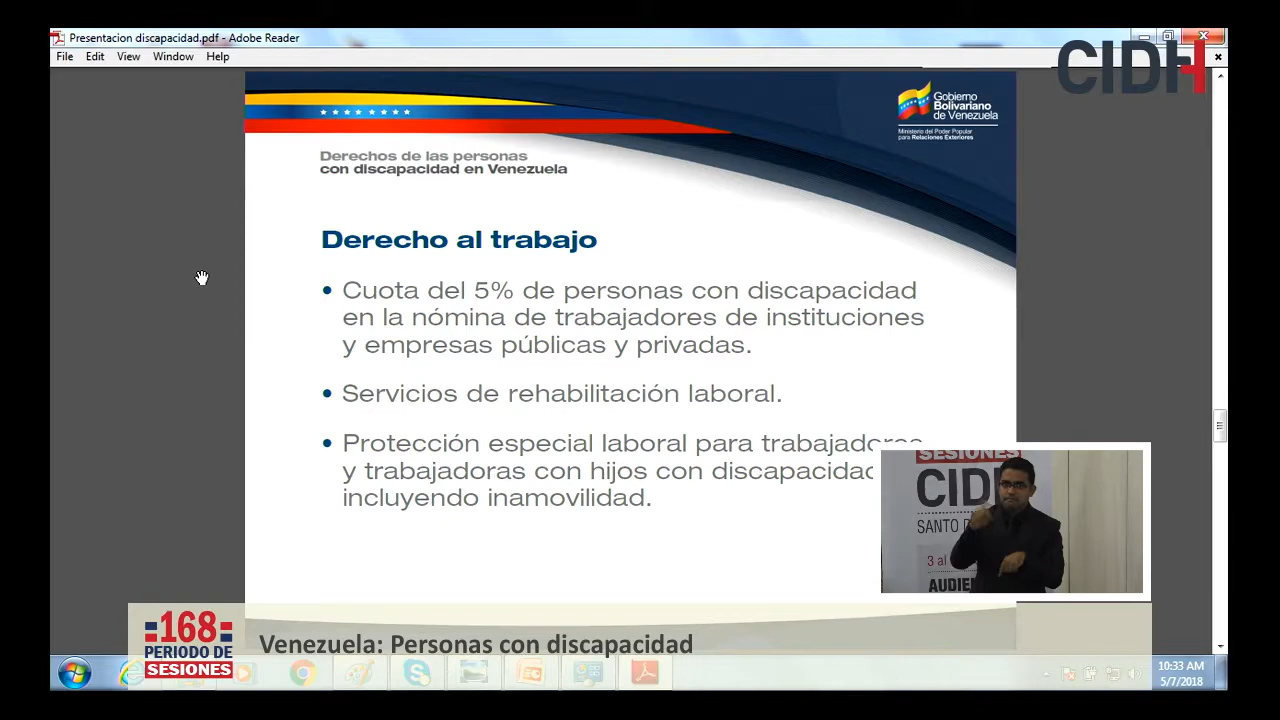 Presentacion discapacidad.pdf - Adobe Reader
File Edit View Window Help
CIDH
Gobierno
Bolivariano
de Venezuela
Ministerio del Poder Popular
para Relaciones Exteriores
Derechos de las personas
con discapacidad en Venezuela
Derecho al trabajo
• Cuota del 5% de personas con discapacidad
en la nómina de trabajadores de instituciones
y empresas públicas y privadas.
• Servicios de rehabilitación laboral.
• Protección especial laboral para trabajadores
y trabajadoras con hijos con discapacidad
incluyendo inamovilidad.
SESIONES
CIDH
SANTO D
3 al
AUDIEN
168
PERIODO DE
SESIONES
Venezuela: Personas con discapacidad
10:33 AM
5/7/2018